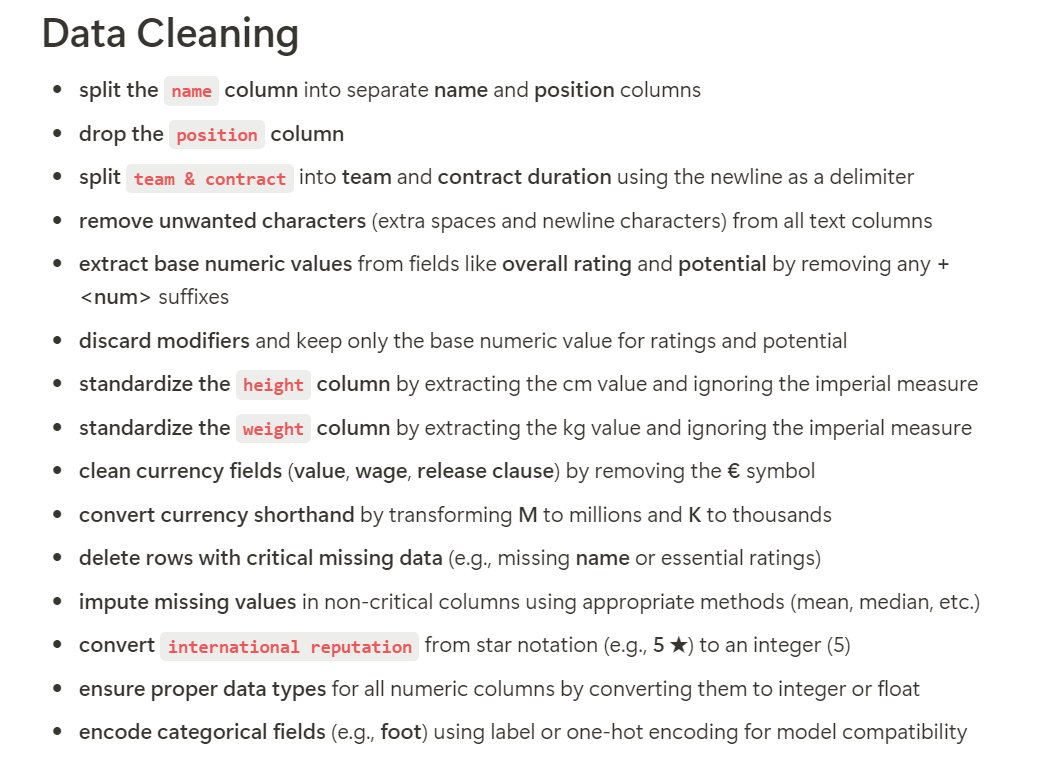 Data Cleaning
• split the name column into separate name and position columns
• drop the position column
• split team & contract into team and contract duration using the newline as a delimiter
• remove unwanted characters (extra spaces and newline characters) from all text columns
• extract base numeric values from fields like overall rating and potential by removing any +
<num> suffixes
• discard modifiers and keep only the base numeric value for ratings and potential
• standardize the height column by extracting the cm value and ignoring the imperial measure
• standardize the weight column by extracting the kg value and ignoring the imperial measure
• clean currency fields (value, wage, release clause) by removing the € symbol
• convert currency shorthand by transforming M to millions and K to thousands
• delete rows with critical missing data (e.g., missing name or essential ratings)
• impute missing values in non-critical columns using appropriate methods (mean, median, etc.)
• convert international reputation from star notation (e.g., 5 ★) to an integer (5)
• ensure proper data types for all numeric columns by converting them to integer or float
• encode categorical fields (e.g., foot) using label or one-hot encoding for model compatibility